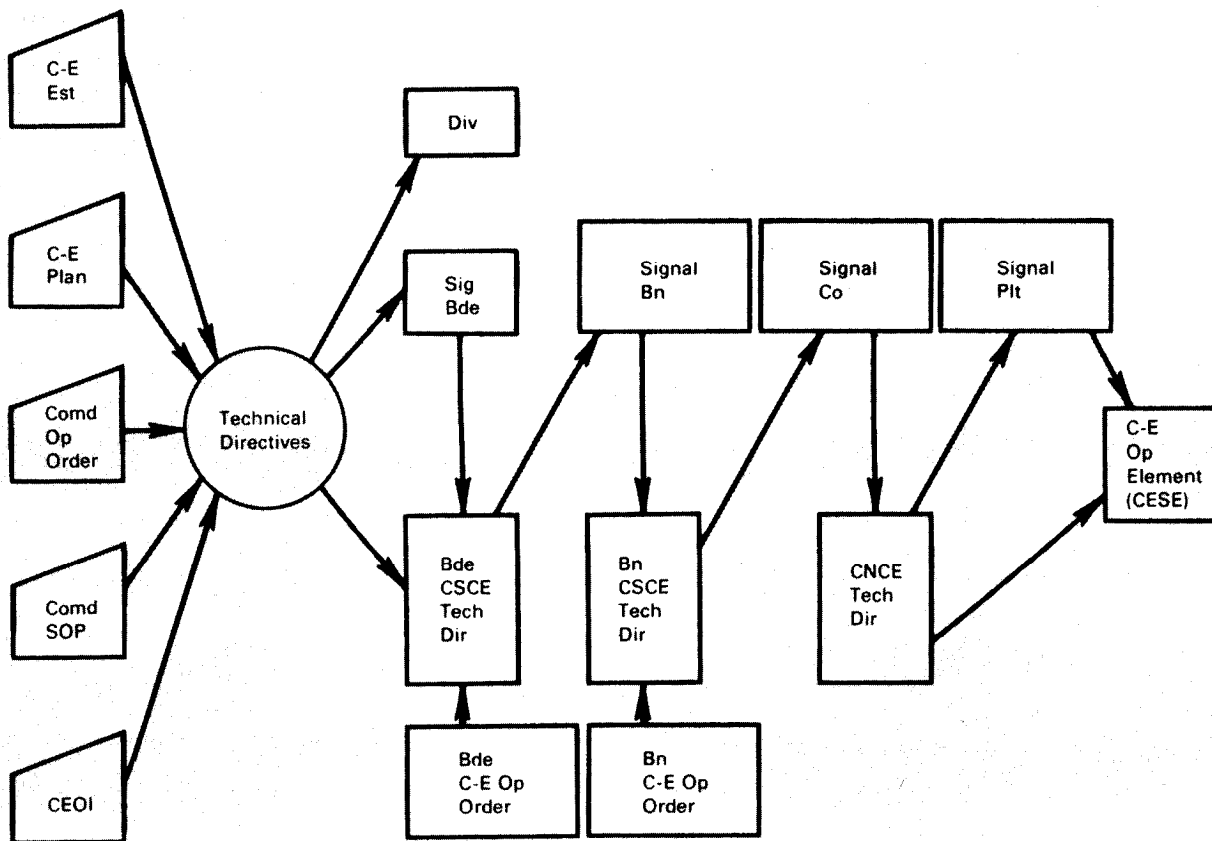 C-E
Est
C-E
Plan
Comd
Op
Order
Comd
SOP
CEOI
Technical
Directives
Div
Sig
Bde
Bde
CSCE
Tech
Dir
Bde
C-E Op
Order
Signal
Bn
Bn
CSCE
Tech
Dir
Bn
C-E Op
Order
Signal
Co
CNCE
Tech
Dir
Signal
Plt
C-E
Op
Element
(CESE)